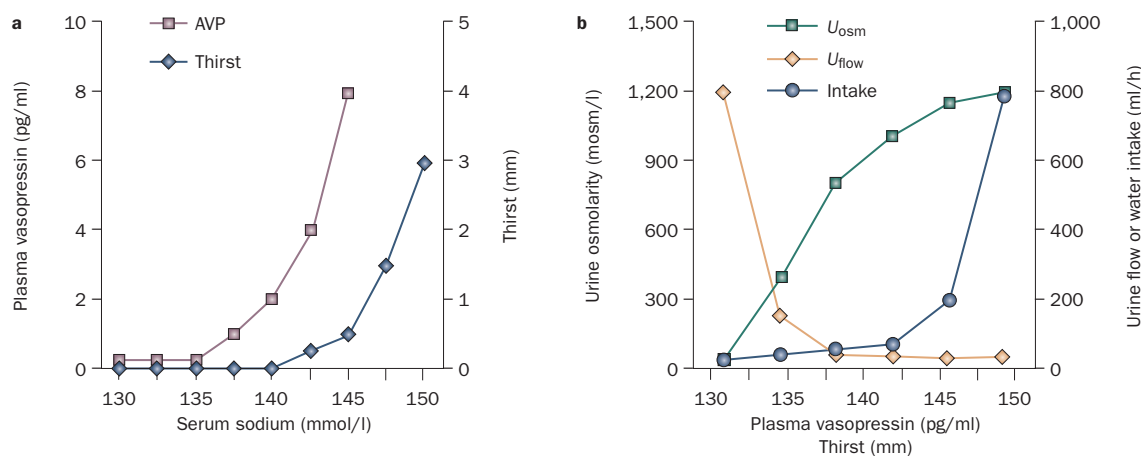 a
10
8
6
4
2
0
Plasma vasopressin (pg/ml)
AVP
Thirst
5
4
3
2
1
0
Thirst (mm)
130 135 140 145 150
Serum sodium (mmol/l)
b
1,500
1,200
900
600
300
0
Urine osmolarity (mosm/l)
Uosm
Uflow
Intake
1,000
800
600
400
200
0
Urine flow or water intake (ml/h)
130 135 140 145 150
Plasma vasopressin (pg/ml)
Thirst (mm)